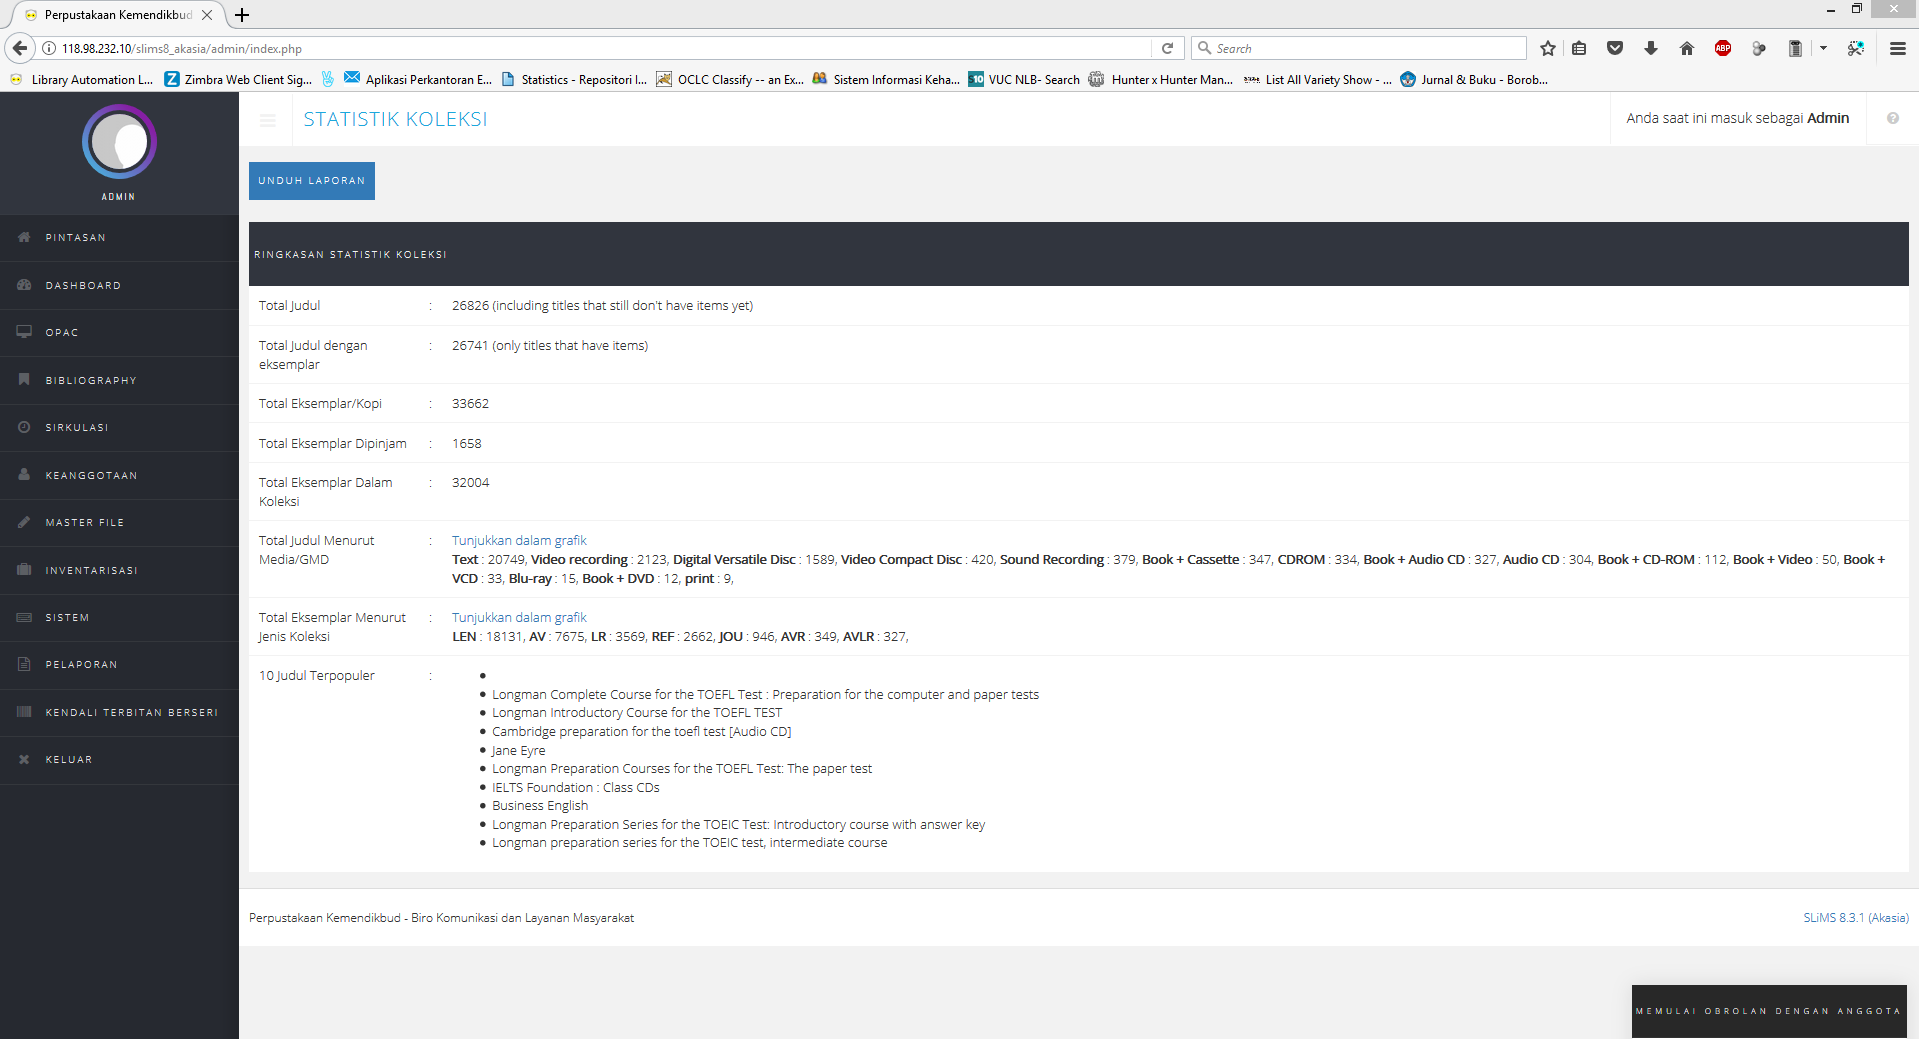 Perpustakaan Kemendikbud
118.98.232.10/slims8_akasia/admin/index.php
Search
ABP
Library Automation L...
Zimbra Web Client Sig...
Aplikasi Perkantoran E...
Statistics - Repositori I...
OCLC Classify -- an Ex...
Sistem Informasi Keha...
VUC NLB- Search
Hunter x Hunter Man...
List All Variety Show - ...
Jurnal & Buku - Borob...
ADMIN
PINTASAN
DASHBOARD
OPAC
BIBLIOGRAPHY
SIRKULASI
KEANGGOTAAN
MASTER FILE
INVENTARISASI
SISTEM
PELAPORAN
KENDALI TERBITAN BERSERI
KELUAR
STATISTIK KOLEKSI
Anda saat ini masuk sebagai Admin
UNDUH LAPORAN
RINGKASAN STATISTIK KOLEKSI
Total Judul : 26826 (including titles that still don't have items yet)
Total Judul dengan : 26741 (only titles that have items)
eksemplar
Total Eksemplar/Kopi : 33662
Total Eksemplar Dipinjam : 1658
Total Eksemplar Dalam : 32004
Koleksi
Total Judul Menurut : Tunjukkan dalam grafik
Media/GMD Text : 20749, Video recording : 2123, Digital Versatile Disc : 1589, Video Compact Disc : 420, Sound Recording : 379, Book + Cassette : 347, CDROM : 334, Book + Audio CD : 327, Audio CD : 304, Book + CD-ROM : 112, Book + Video : 50, Book +
VCD : 33, Blu-ray : 15, Book + DVD : 12, print : 9,
Total Eksemplar Menurut : Tunjukkan dalam grafik
Jenis Koleksi LEN : 18131, AV : 7675, LR : 3569, REF : 2662, JOU : 946, AVR : 349, AVLR : 327,
10 Judul Terpopuler :
Longman Complete Course for the TOEFL Test : Preparation for the computer and paper tests
Longman Introductory Course for the TOEFL TEST
Cambridge preparation for the toefl test [Audio CD]
Jane Eyre
Longman Preparation Courses for the TOEFL Test: The paper test
IELTS Foundation : Class CDs
Business English
Longman Preparation Series for the TOEIC Test: Introductory course with answer key
Longman preparation series for the TOEIC test, intermediate course
Perpustakaan Kemendikbud - Biro Komunikasi dan Layanan Masyarakat
SLiMS 8.3.1 (Akasia)
MEMULAI OBROLAN DENGAN ANGGOTA